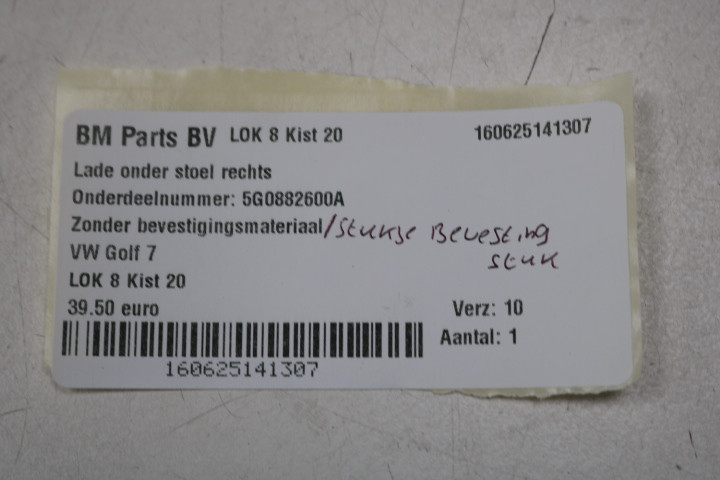 BM Parts BV LOK 8 Kist 20 160625141307
Lade onder stoel rechts
Onderdeelnummer: 5G0882600A
Zonder bevestigingsmateriaal/stukje Bevesting
stuk
VW Golf 7
LOK 8 Kist 20
39.50 euro Verz: 10
Aantal: 1
160625141307